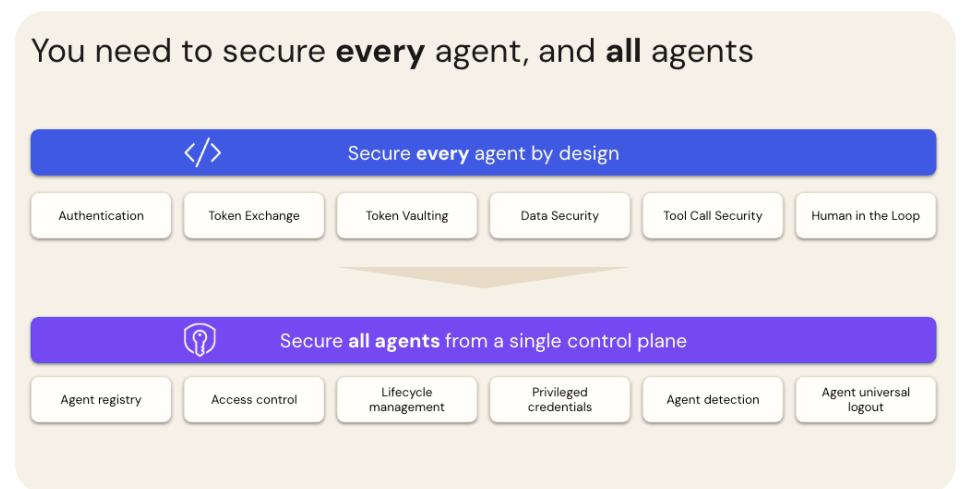 You need to secure every agent, and all agents
Secure every agent by design
Authentication
Token Exchange
Token Vaulting
Data Security
Tool Call Security
Human in the Loop
Secure all agents from a single control plane
Agent registry
Access control
Lifecycle
management
Privileged
credentials
Agent detection
Agent universal
logout